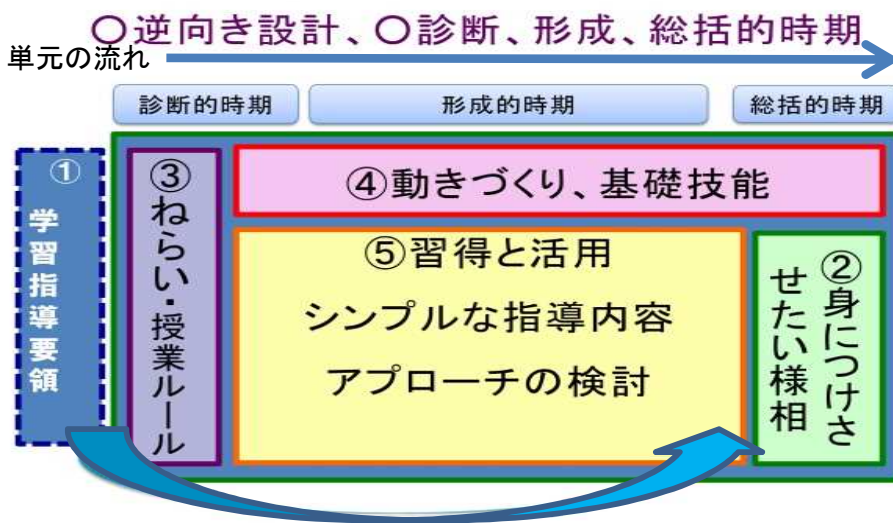 ○逆向き設計、○診断、形成、総括的時期
単元の流れ
診断的時期
形成的時期
総括的時期
①学習指導要領
③ねらい・授業ルール
④動きづくり、基礎技能
⑤習得と活用
シンプルな指導内容
アプローチの検討
②身につけさ
せたい様相